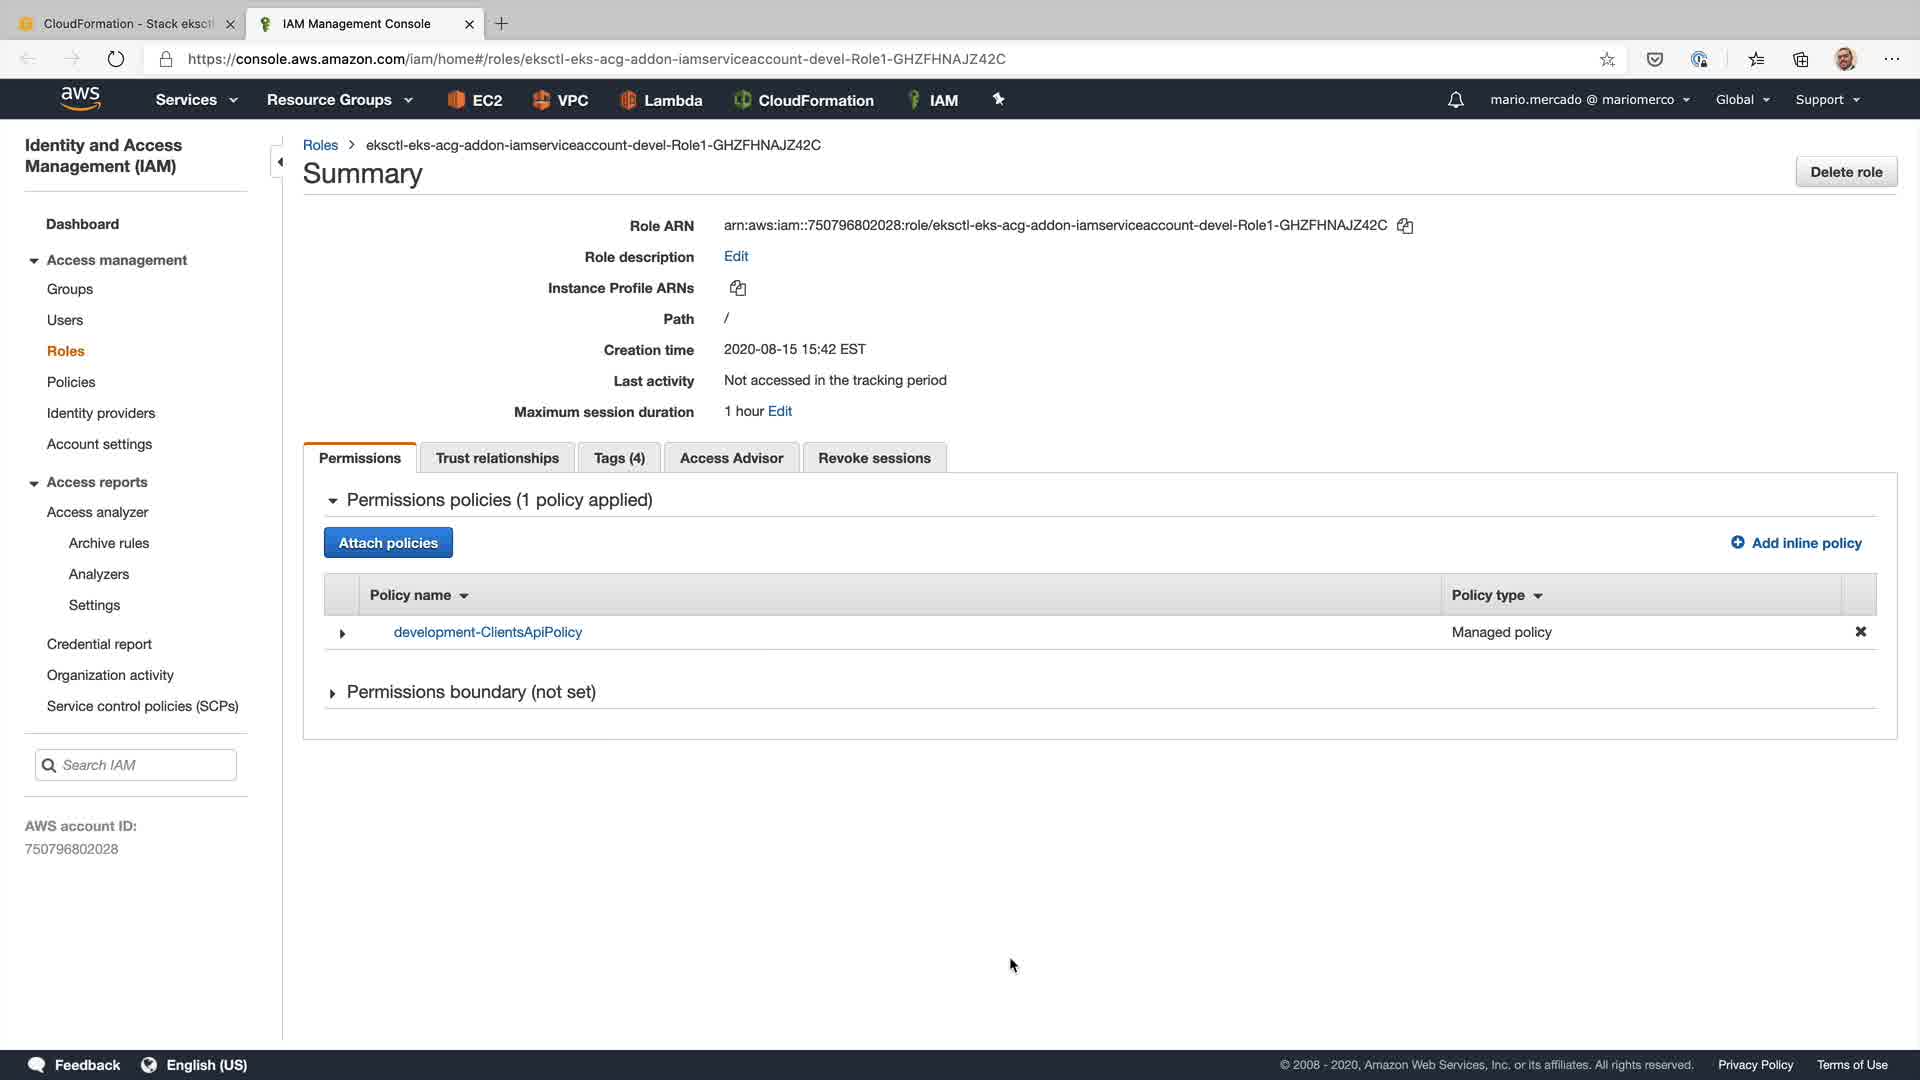 CloudFormation - Stack eksctl
IAM Management Console
https://console.aws.amazon.com/iam/home#/roles/eksctl-eks-acg-addon-iamserviceaccount-devel-Role1-GHZFHNAJZ42C
aws
Services
Resource Groups
EC2
VPC
Lambda
CloudFormation
IAM
mario.mercado @ mariomerco
Global
Support
Identity and Access
Management (IAM)
Dashboard
Access management
Groups
Users
Roles
Policies
Identity providers
Account settings
Access reports
Access analyzer
Archive rules
Analyzers
Settings
Credential report
Organization activity
Service control policies (SCPs)
Search IAM
AWS account ID:
750796802028
Roles > eksctl-eks-acg-addon-iamserviceaccount-devel-Role1-GHZFHNAJZ42C
Summary
Delete role
Role ARN arn:aws:iam::750796802028:role/eksctl-eks-acg-addon-iamserviceaccount-devel-Role1-GHZFHNAJZ42C
Role description Edit
Instance Profile ARNs
Path /
Creation time 2020-08-15 15:42 EST
Last activity Not accessed in the tracking period
Maximum session duration 1 hour Edit
Permissions
Trust relationships
Tags (4)
Access Advisor
Revoke sessions
Permissions policies (1 policy applied)
Attach policies
Add inline policy
Policy name
Policy type
development-ClientsApiPolicy
Managed policy
Permissions boundary (not set)
Feedback
English (US)
© 2008 - 2020, Amazon Web Services, Inc. or its affiliates. All rights reserved.
Privacy Policy
Terms of Use